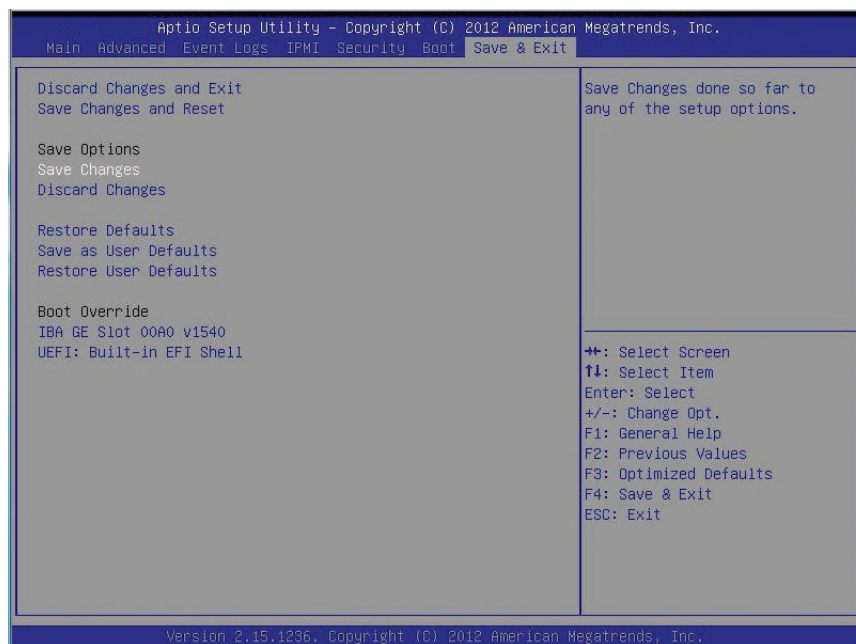 Aptio Setup Utility – Copyright (C) 2012 American Megatrends, Inc.
Main Advanced Event Logs IPMI Security Boot Save & Exit
Discard Changes and Exit
Save Changes and Reset
Save Options
Save Changes
Discard Changes
Restore Defaults
Save as User Defaults
Restore User Defaults
Boot Override
IBA GE Slot 00A0 v1540
UEFI: Built-in EFI Shell
Save Changes done so far to
any of the setup options.
→←: Select Screen
↑↓: Select Item
Enter: Select
+/-: Change Opt.
F1: General Help
F2: Previous Values
F3: Optimized Defaults
F4: Save & Exit
ESC: Exit
Version 2.15.1236. Copyright (C) 2012 American Megatrends, Inc.